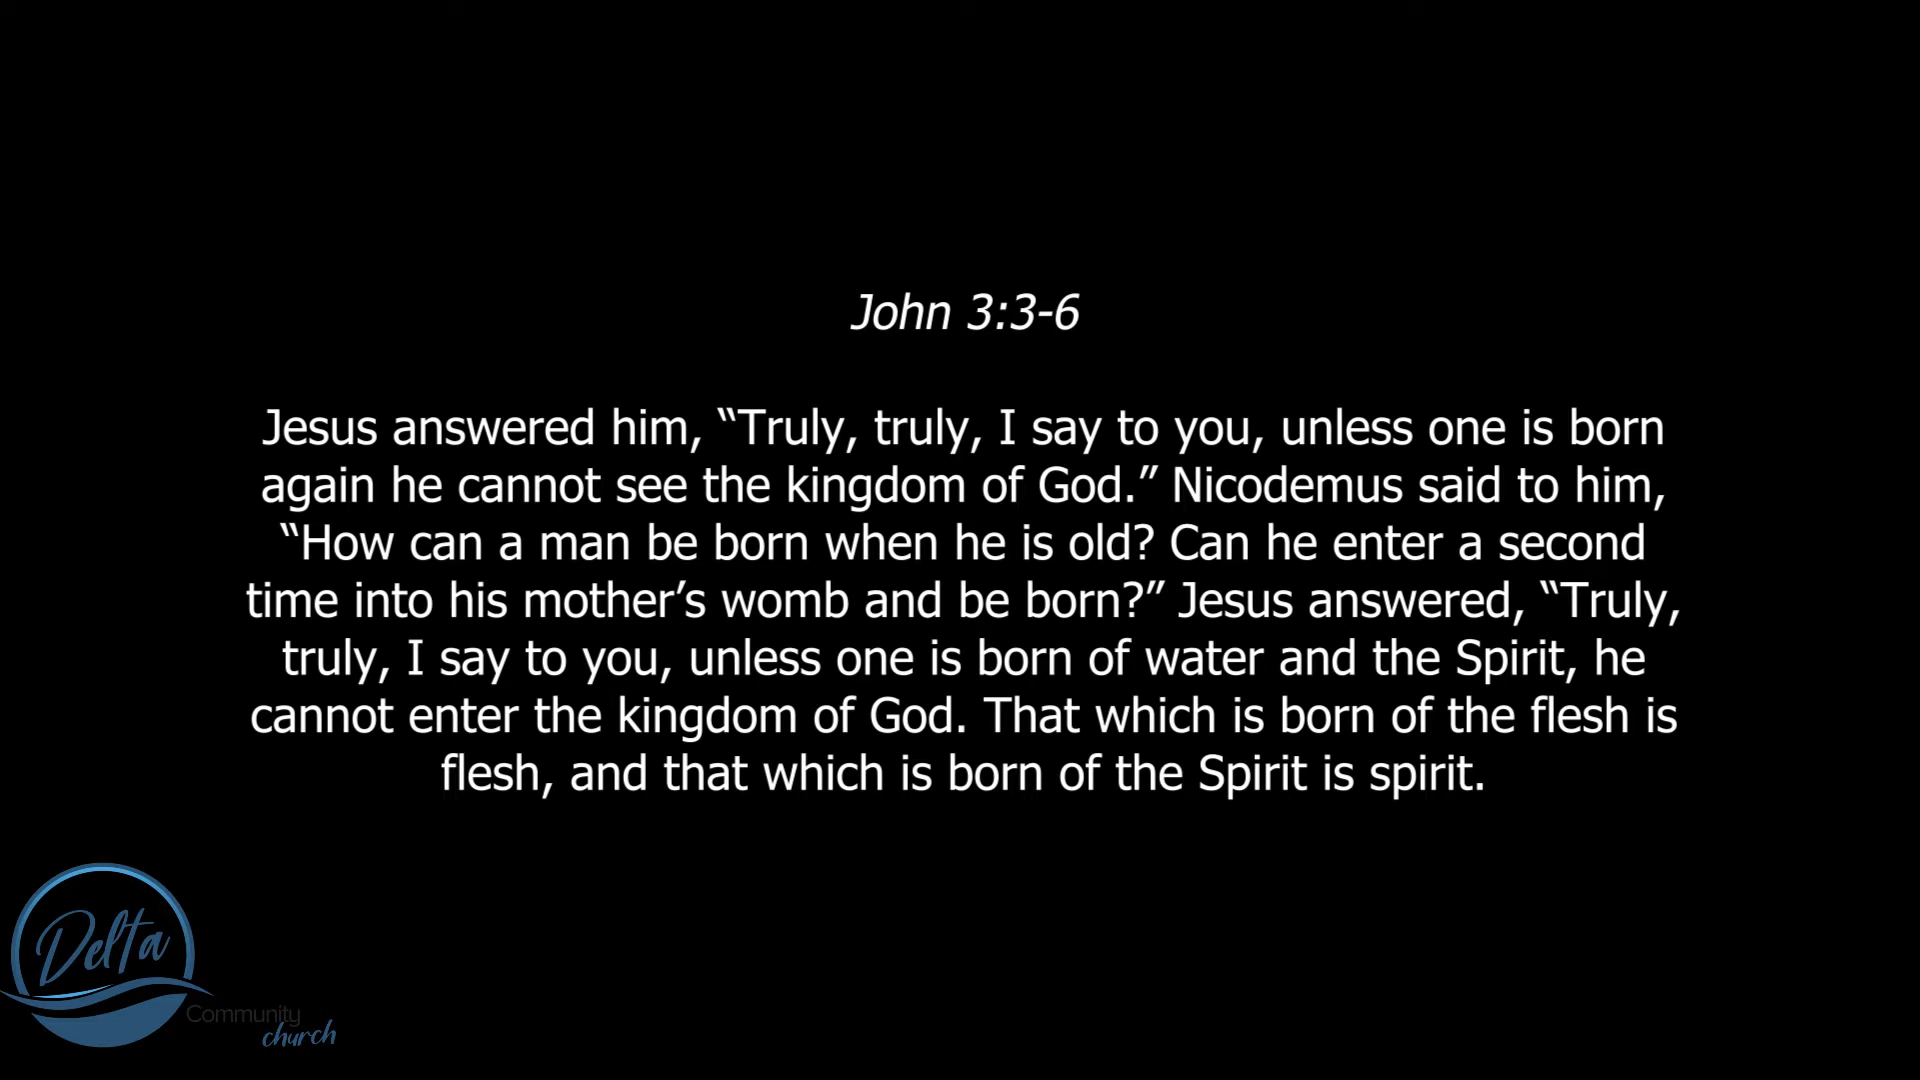 John 3:3-6
Jesus answered him, “Truly, truly, I say to you, unless one is born
again he cannot see the kingdom of God.” Nicodemus said to him,
“How can a man be born when he is old? Can he enter a second
time into his mother’s womb and be born?” Jesus answered, “Truly,
truly, I say to you, unless one is born of water and the Spirit, he
cannot enter the kingdom of God. That which is born of the flesh is
flesh, and that which is born of the Spirit is spirit.
Delta
Community
church